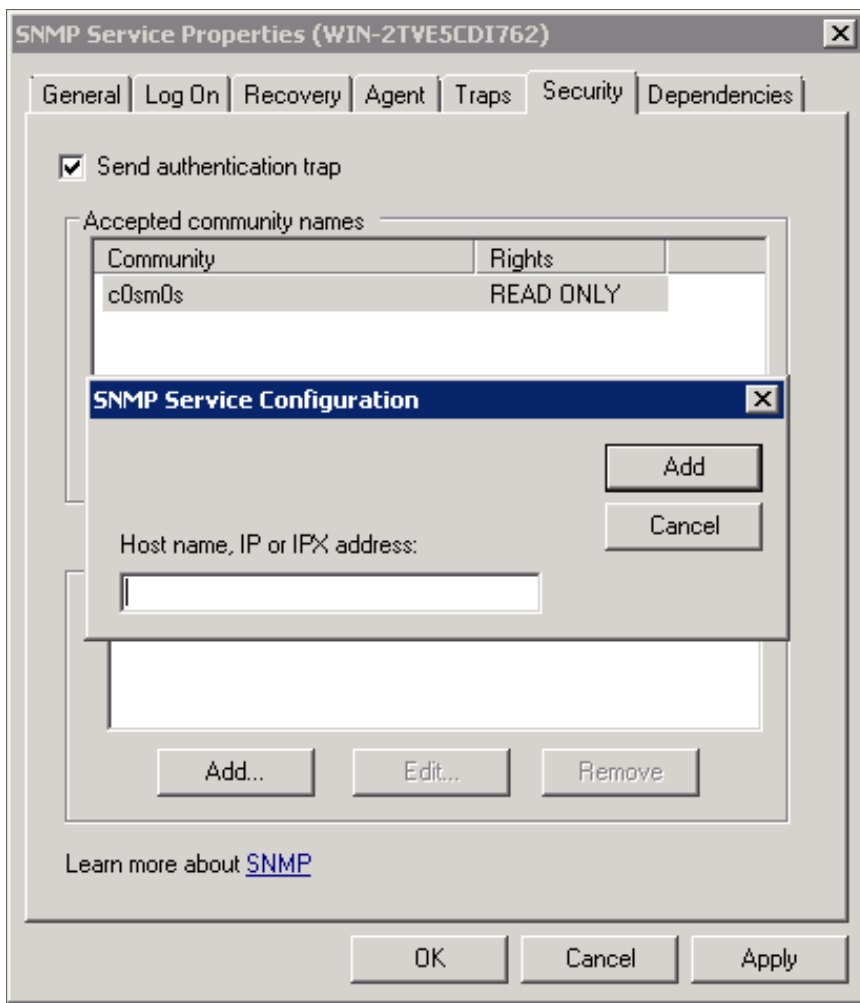 SNMP Service Properties (WIN-2TVE5CDI762)
General Log On Recovery Agent Traps Security Dependencies
Send authentication trap
Accepted community names
Community Rights
c0sm0s READ ONLY
SNMP Service Configuration
Add
Cancel
Host name, IP or IPX address:
Add... Edit... Remove
Learn more about SNMP
OK Cancel Apply